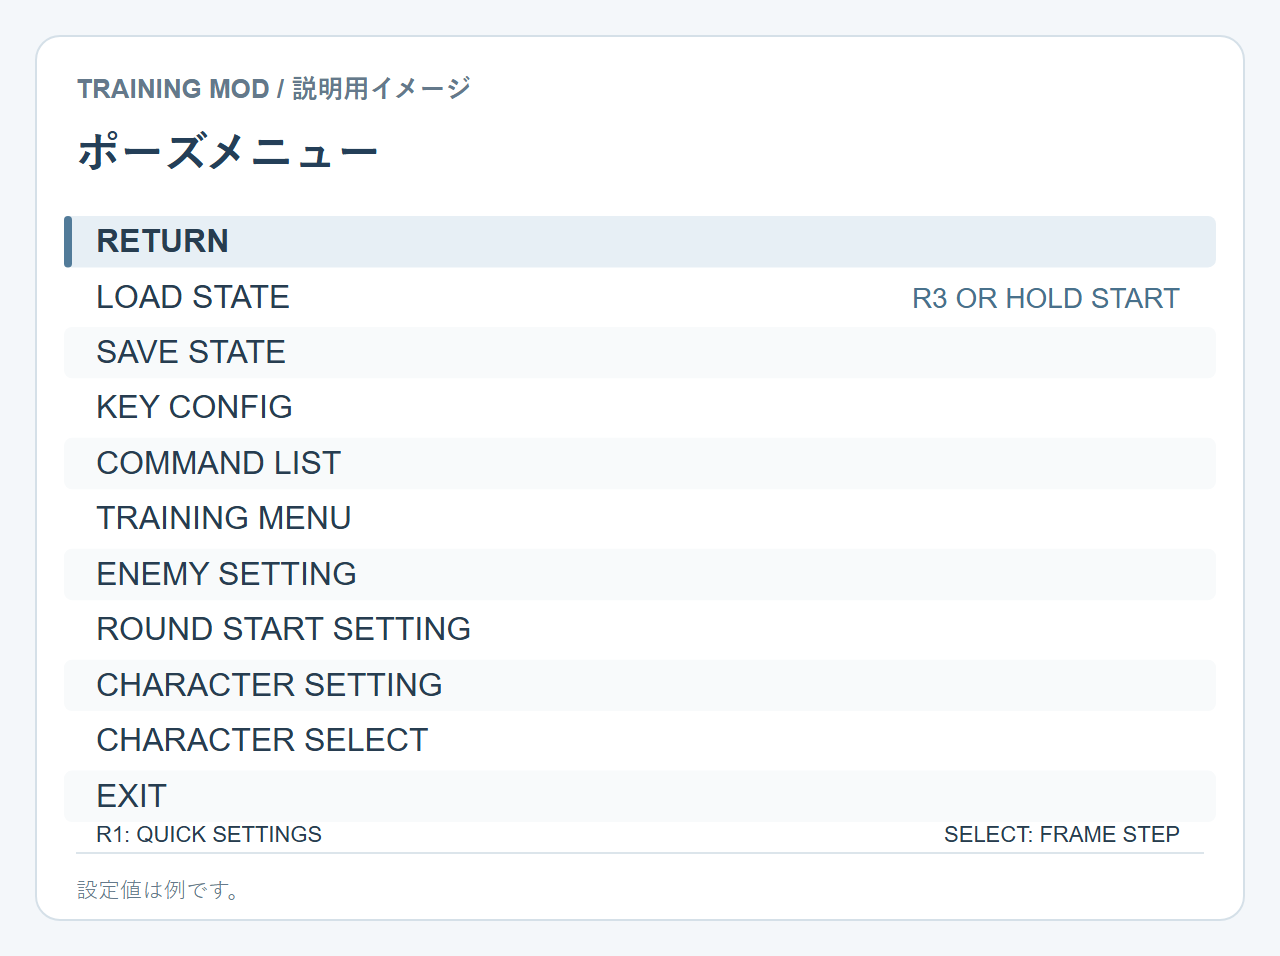 TRAINING MOD / 説明用イメージ
ポーズメニュー
RETURN
LOAD STATE R3 OR HOLD START
SAVE STATE
KEY CONFIG
COMMAND LIST
TRAINING MENU
ENEMY SETTING
ROUND START SETTING
CHARACTER SETTING
CHARACTER SELECT
EXIT
R1: QUICK SETTINGS SELECT: FRAME STEP
設定値は例です。